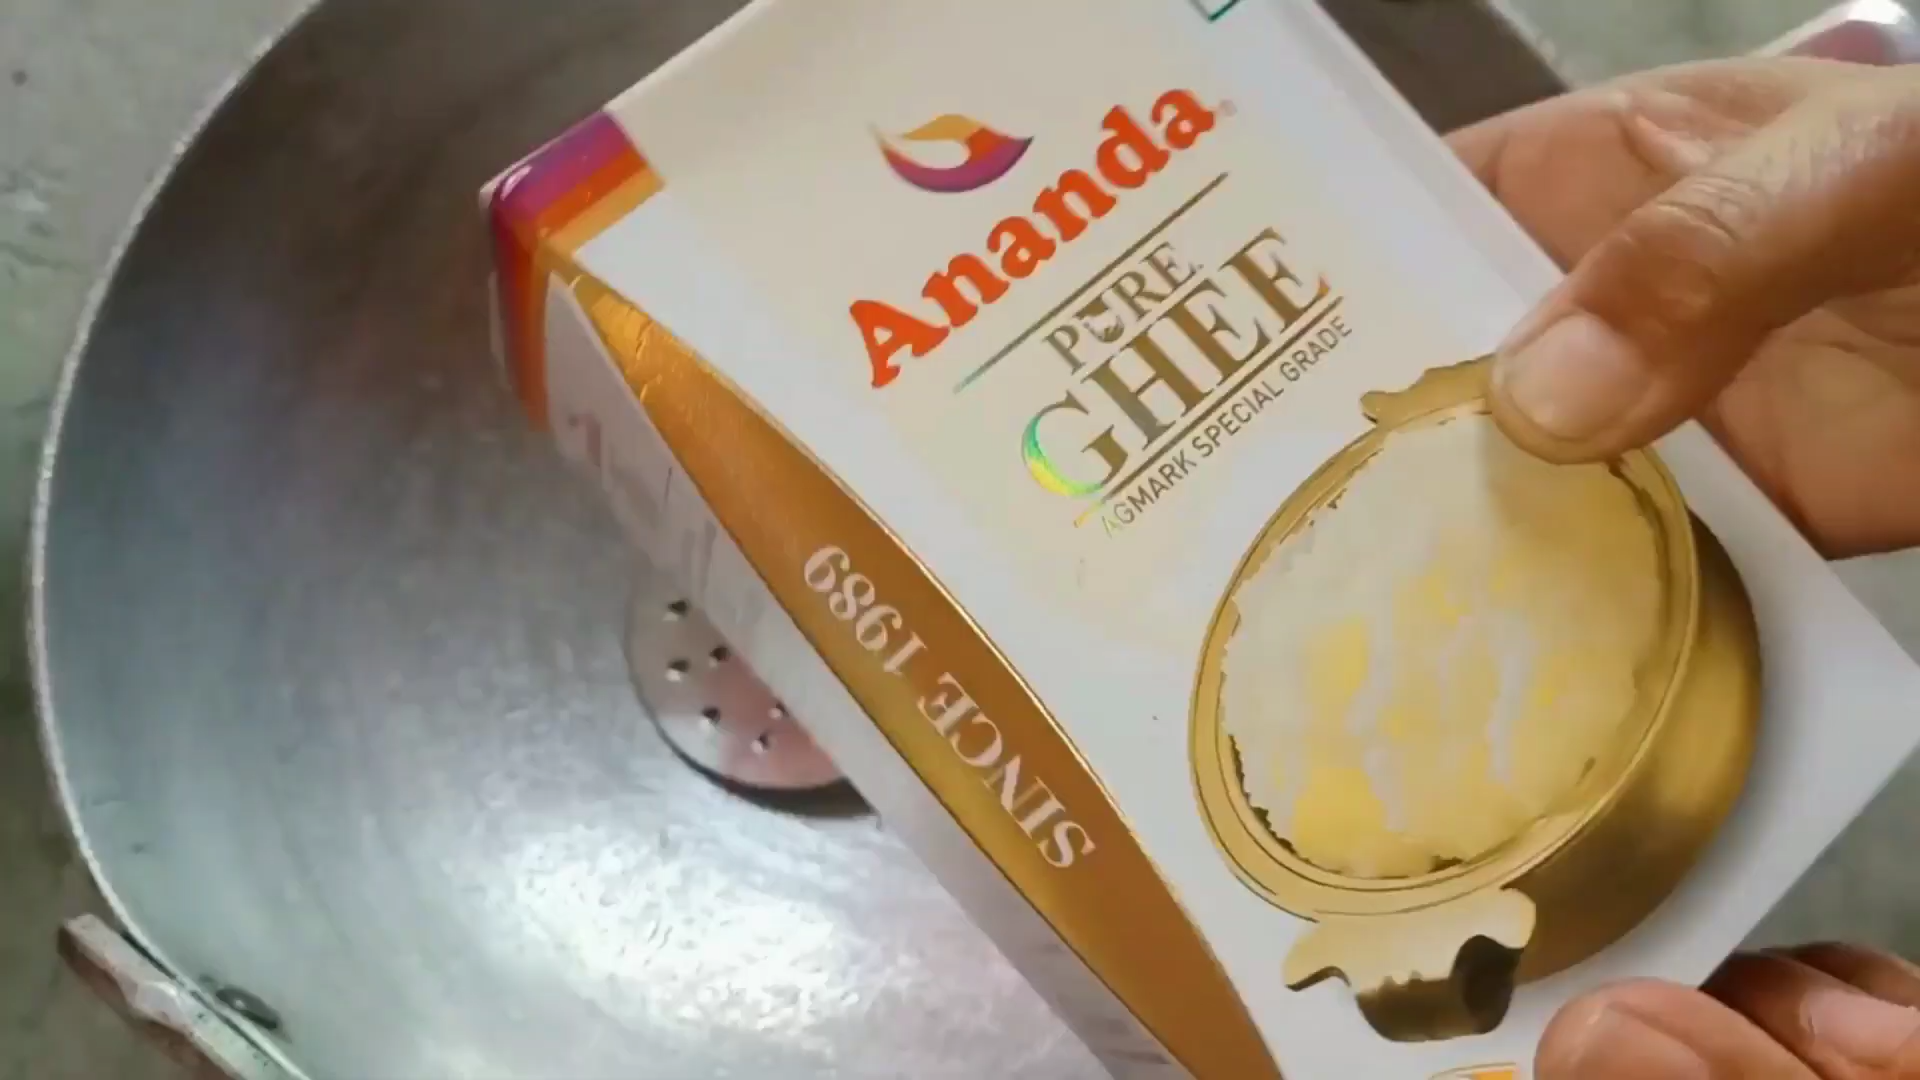 Ananda
PURE
GHEE
AGMARK SPECIAL GRADE
SINCE 1989